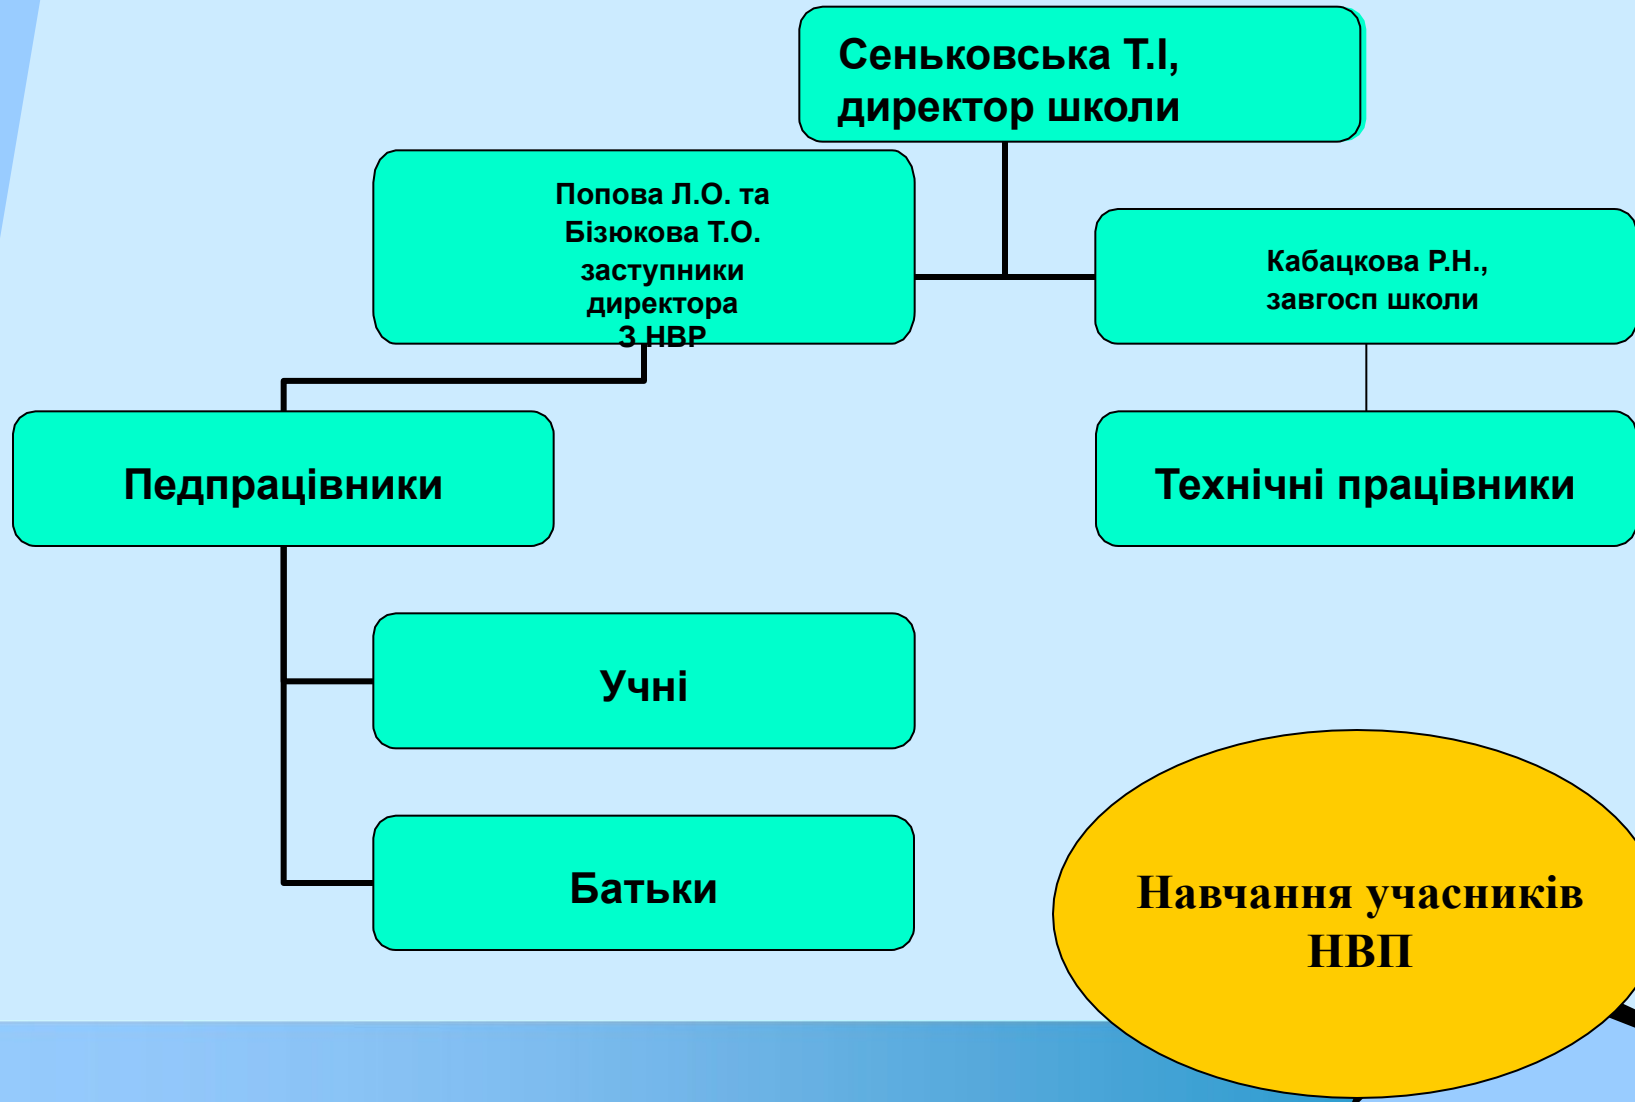 Сеньковська Т.І,
директор школи
Попова Л.О. та
Бізюкова Т.О.
заступники
директора
З НВР
Кабацкова Р.Н.,
завгосп школи
Педпрацівники
Технічні працівники
Учні
Батьки
Навчання учасників
НВП